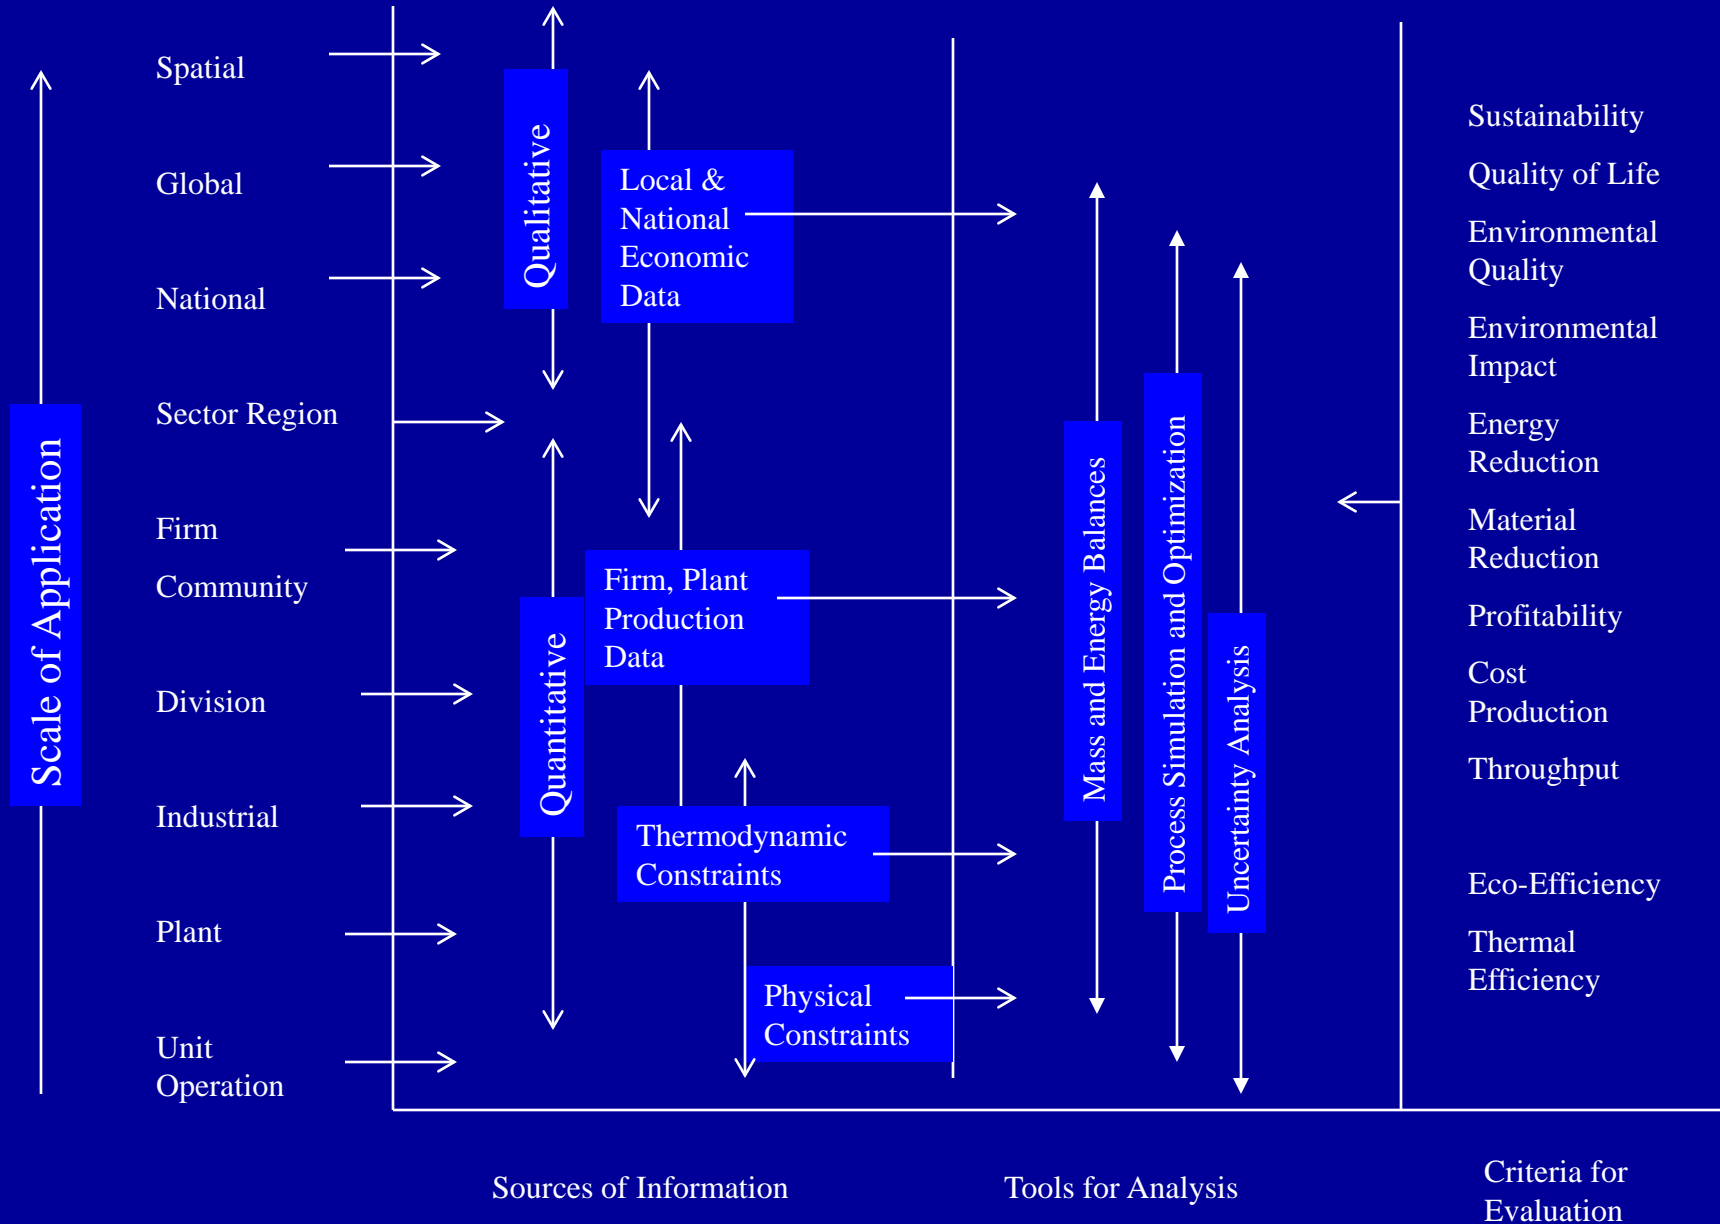 Scale of Application
Spatial
Global
National
Sector Region
Firm
Community
Division
Industrial
Plant
Unit
Operation
Qualitative
Quantitative
Local &
National
Economic
Data
Firm, Plant
Production
Data
Thermodynamic
Constraints
Physical
Constraints
Mass and Energy Balances
Process Simulation and Optimization
Uncertainty Analysis
Sustainability
Quality of Life
Environmental
Quality
Environmental
Impact
Energy
Reduction
Material
Reduction
Profitability
Cost
Production
Throughput
Eco-Efficiency
Thermal
Efficiency
Sources of Information
Tools for Analysis
Criteria for
Evaluation